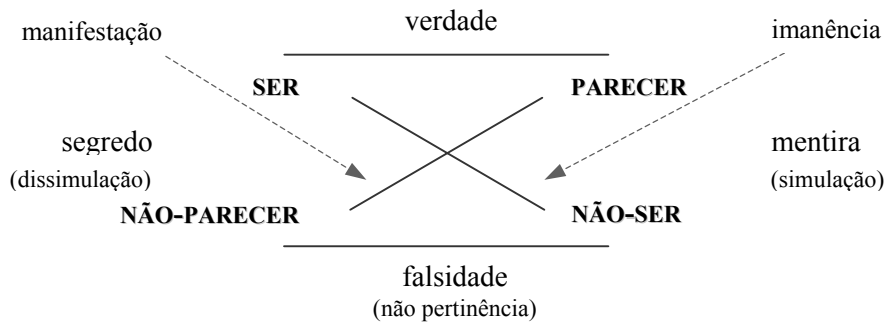 verdade
manifestação
imanência
SER
PARECER
segredo
mentira
(dissimulação)
(simulação)
NÃO-PARECER
NÃO-SER
falsidade
(não pertinência)